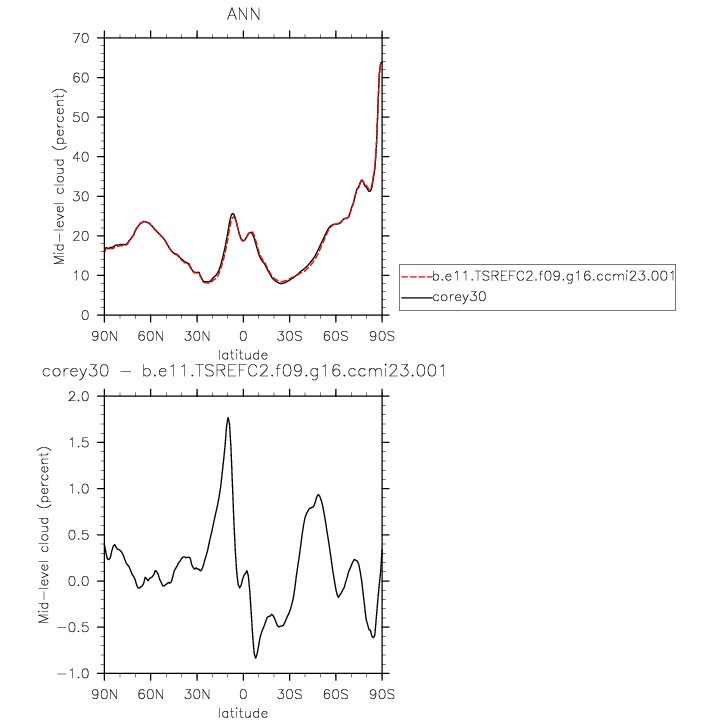 ANN
Mid-level cloud (percent)
70
60
50
40
30
20
10
0
90N 60N 30N 0 30S 60S 90S
latitude
b.e11.TSREFC2.f09.g16.ccmi23.001
corey30
corey30 - b.e11.TSREFC2.f09.g16.ccmi23.001
Mid-level cloud (percent)
2.0
1.5
1.0
0.5
0.0
-0.5
-1.0
90N 60N 30N 0 30S 60S 90S
latitude